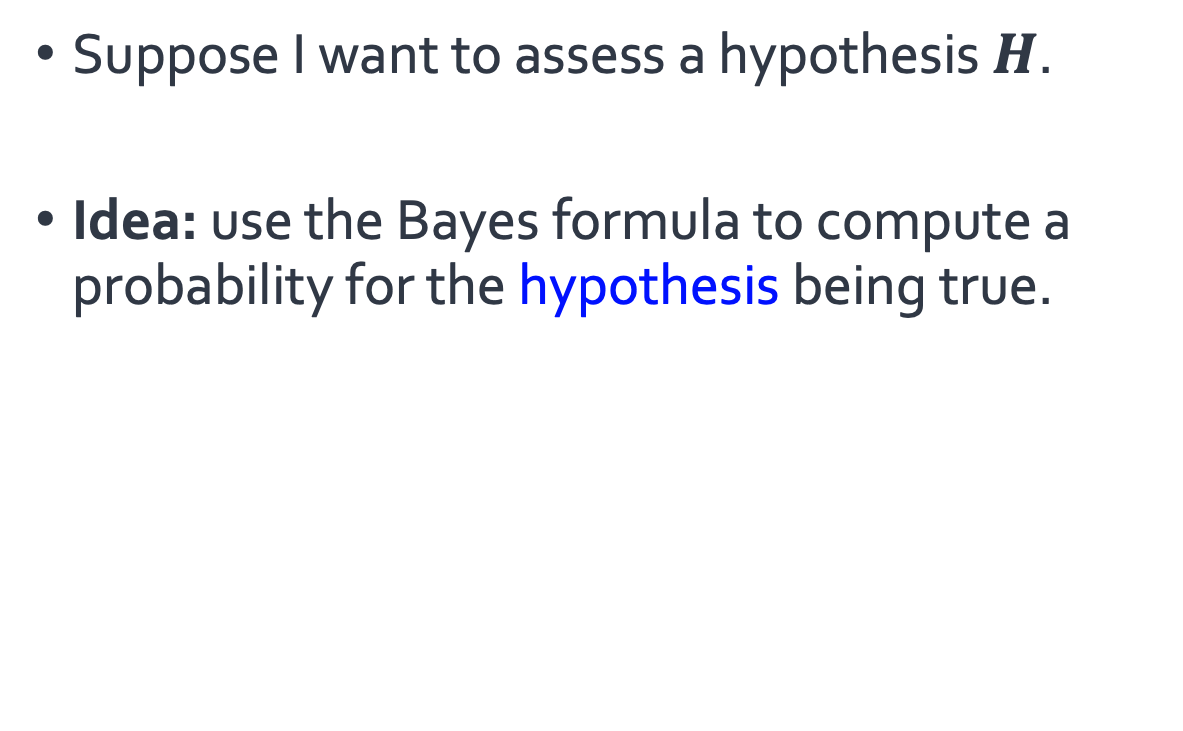 • Suppose I want to assess a hypothesis H.
• Idea: use the Bayes formula to compute a
probability for the hypothesis being true.